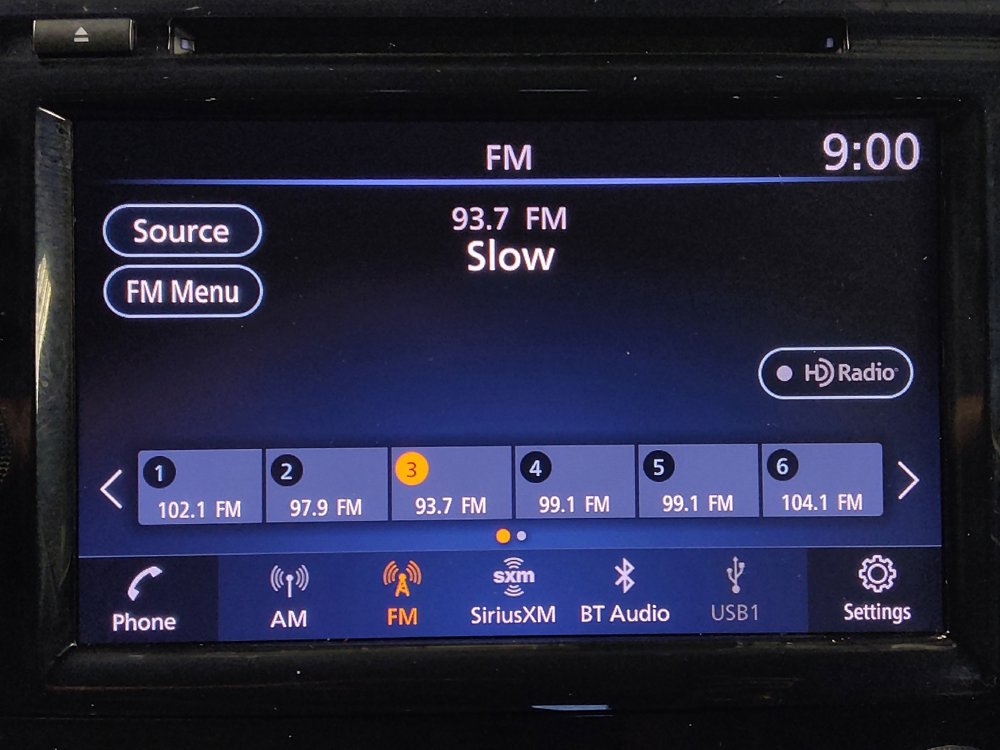 FM
9:00
Source
93.7 FM
Slow
FM Menu
HD Radio
1
2
3
4
5
6
102.1 FM
97.9 FM
93.7 FM
99.1 FM
99.1 FM
104.1 FM
sxm
Phone
AM
FM
SiriusXM
BT Audio
USB1
Settings